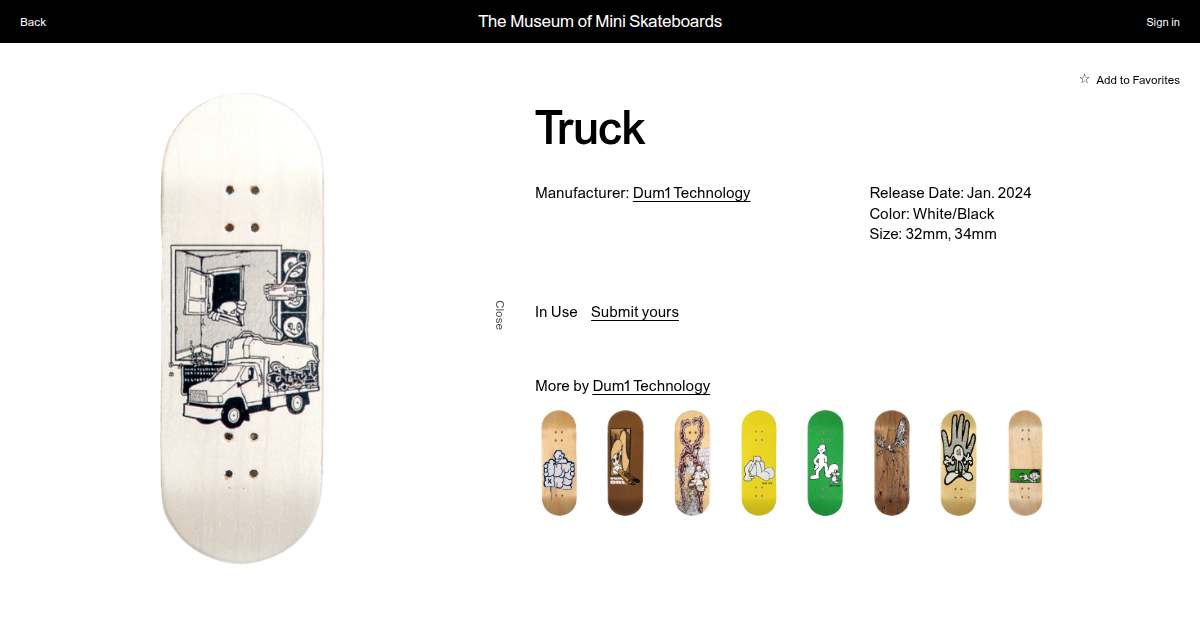 Back
The Museum of Mini Skateboards
Sign in
☆ Add to Favorites
Truck
Manufacturer: Dum1 Technology
Release Date: Jan. 2024
Color: White/Black
Size: 32mm, 34mm
Close
In Use Submit yours
More by Dum1 Technology